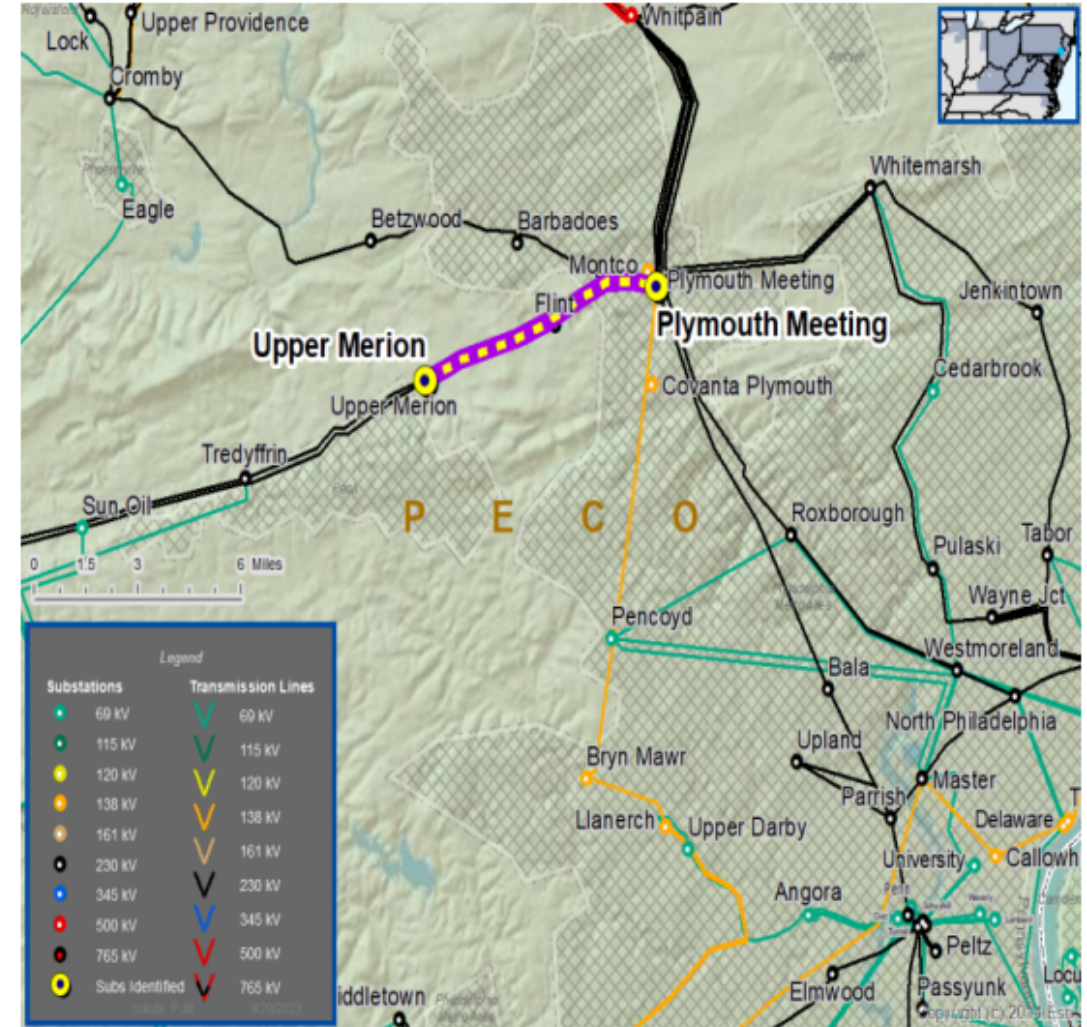 Upper Providence
Whitpain
Lock
Cromby
Whitemarsh
Eagle
Betzwood
Barbadoes
Montco
Plymouth Meeting
Jenkintown
Flint
Plymouth Meeting
Upper Merion
Cedarbrook
Covanta Plymouth
Upper Merion
Tredyffrin
Sun Oil
P E C O
Roxborough
Tabor
Pulaski
0 1.5 3 6 Miles
Wayne Jct
Pencoyd
Westmoreland
Bala
North Philadelphia
Upland
Bryn Mawr
Master
Parrish
Llanerch
Upper Darby
Delaware
T
University
Callowh
Angora
Penn
Peltz
Elmwood
Passyunk
Locu
iddletown
Legend
Substations
69 kV
115 kV
120 kV
138 kV
161 kV
230 kV
345 kV
500 kV
765 kV
Subs Identified
Transmission Lines
69 kV
115 kV
120 kV
138 kV
161 kV
230 kV
345 kV
500 kV
765 kV
9/20/2023